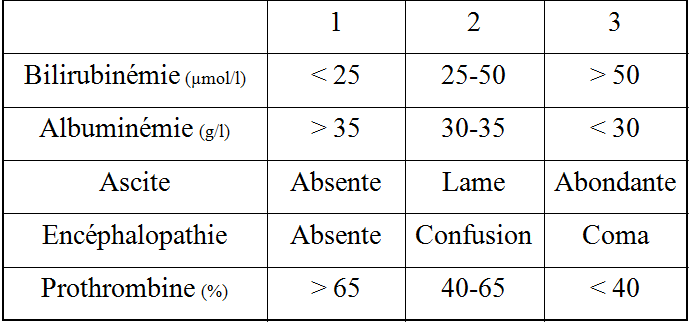 1 2 3
Bilirubinémie (µmol/l) < 25 25-50 > 50
Albuminémie (g/l) > 35 30-35 < 30
Ascite Absente Lame Abondante
Encéphalopathie Absente Confusion Coma
Prothrombine (%) > 65 40-65 < 40